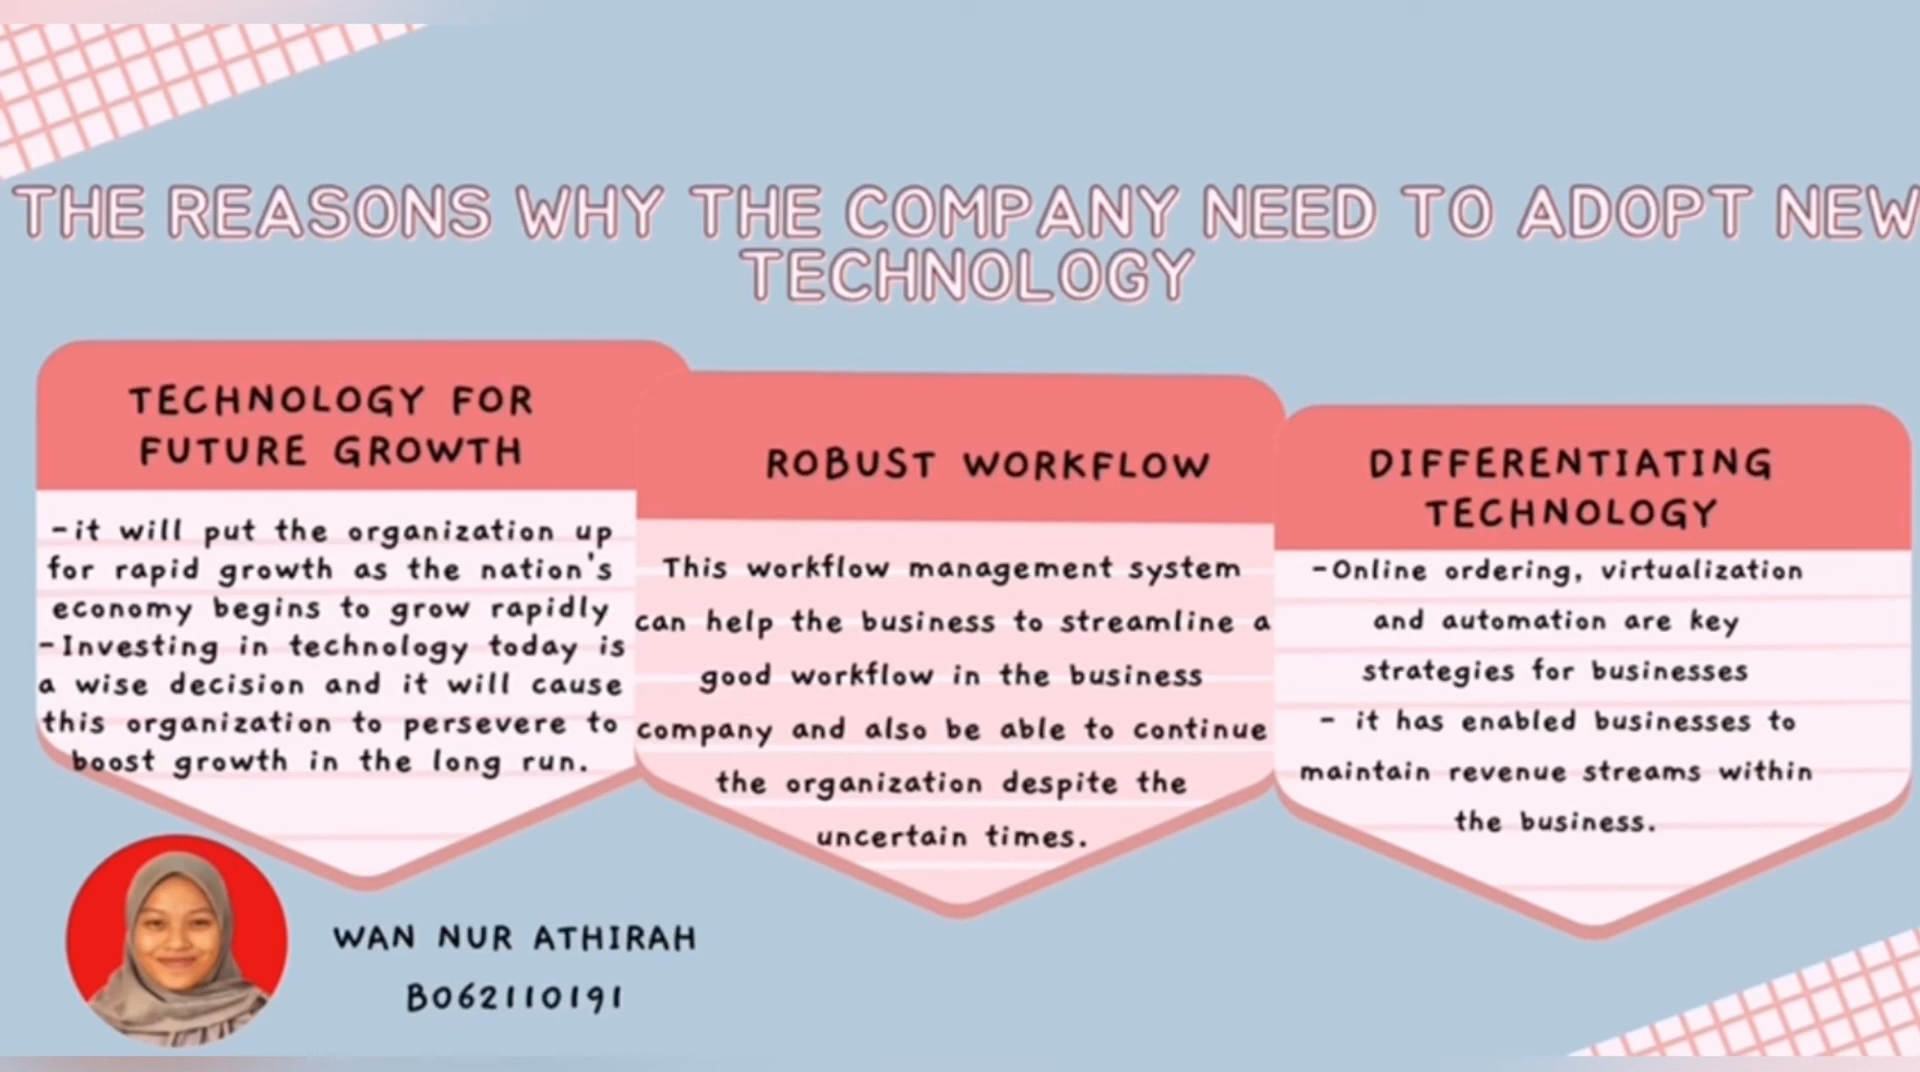 THE REASONS WHY THE COMPANY NEED TO ADOPT NEW
TECHNOLOGY
TECHNOLOGY FOR
FUTURE GROWTH
-it will put the organization up
for rapid growth as the nation's
economy begins to grow rapidly
-Investing in technology today is
a wise decision and it will cause
this organization to persevere to
boost growth in the long run.
ROBUST WORKFLOW
This workflow management system
can help the business to streamline a
good workflow in the business
company and also be able to continue
the organization despite the
uncertain times.
DIFFERENTIATING
TECHNOLOGY
-Online ordering, virtualization
and automation are key
strategies for businesses
- it has enabled businesses to
maintain revenue streams within
the business.
WAN NUR ATHIRAH
B062110191